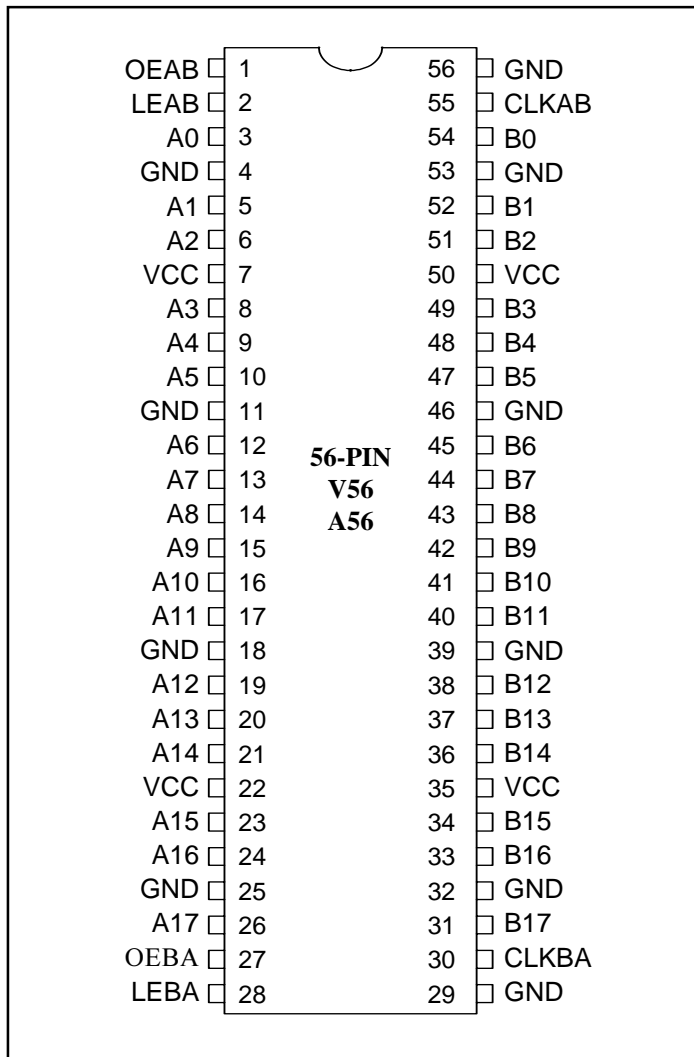 OEAB 1 56 GND
LEAB 2 55 CLKAB
A0 3 54 B0
GND 4 53 GND
A1 5 52 B1
A2 6 51 B2
VCC 7 50 VCC
A3 8 49 B3
A4 9 48 B4
A5 10 47 B5
GND 11 46 GND
A6 12 45 B6
56-PIN
A7 13 44 B7
V56
A8 14 43 B8
A56
A9 15 42 B9
A10 16 41 B10
A11 17 40 B11
GND 18 39 GND
A12 19 38 B12
A13 20 37 B13
A14 21 36 B14
VCC 22 35 VCC
A15 23 34 B15
A16 24 33 B16
GND 25 32 GND
A17 26 31 B17
OEBA 27 30 CLKBA
LEBA 28 29 GND